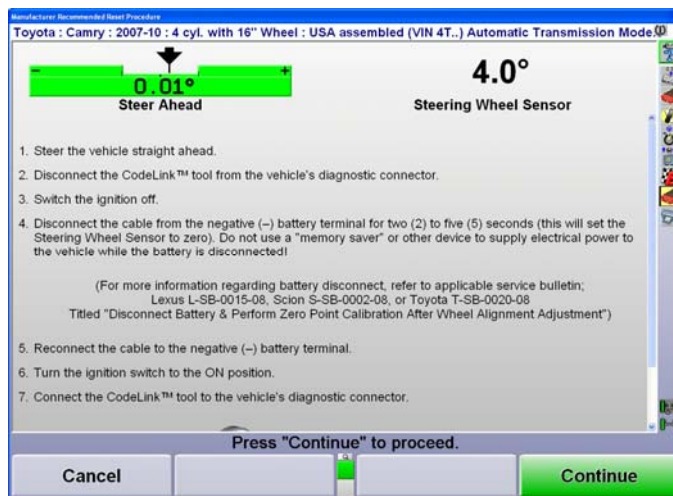 Manufacturer Recommended Reset Procedure
Toyota : Camry : 2007-10 : 4 cyl. with 16" Wheel : USA assembled (VIN 4T..) Automatic Transmission Mode
- +
0.01°
Steer Ahead
4.0°
Steering Wheel Sensor
1. Steer the vehicle straight ahead.
2. Disconnect the CodeLink™ tool from the vehicle's diagnostic connector.
3. Switch the ignition off.
4. Disconnect the cable from the negative (–) battery terminal for two (2) to five (5) seconds (this will set the
Steering Wheel Sensor to zero). Do not use a "memory saver" or other device to supply electrical power to
the vehicle while the battery is disconnected!
(For more information regarding battery disconnect, refer to applicable service bulletin;
Lexus L-SB-0015-08, Scion S-SB-0002-08, or Toyota T-SB-0020-08
Titled "Disconnect Battery & Perform Zero Point Calibration After Wheel Alignment Adjustment")
5. Reconnect the cable to the negative (–) battery terminal.
6. Turn the ignition switch to the ON position.
7. Connect the CodeLink™ tool to the vehicle's diagnostic connector.
Press "Continue" to proceed.
Cancel
Continue